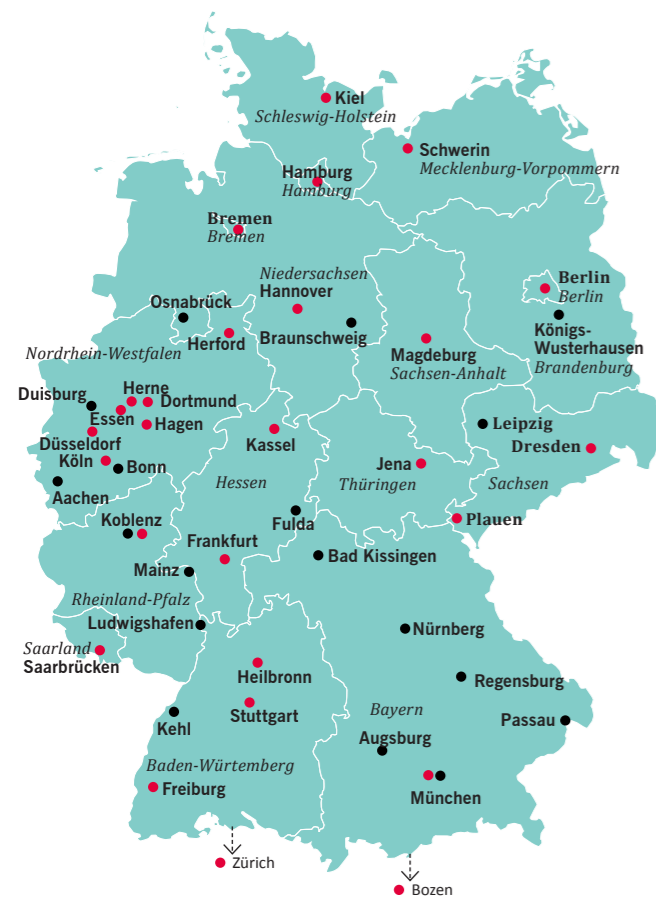 Kiel
Schleswig-Holstein
Schwerin
Mecklenburg-Vorpommern
Hamburg
Hamburg
Bremen
Bremen
Niedersachsen
Hannover
Berlin
Berlin
Osnabrück
Herford
Braunschweig
Königs-
Wusterhausen
Brandenburg
Magdeburg
Sachsen-Anhalt
Nordrhein-Westfalen
Duisburg
Herne
Dortmund
Essen
Hagen
Düsseldorf
Köln
Bonn
Aachen
Kassel
Leipzig
Dresden
Jena
Thüringen
Sachsen
Hessen
Koblenz
Fulda
Plauen
Frankfurt
Bad Kissingen
Mainz
Rheinland-Pfalz
Ludwigshafen
Saarland
Saarbrücken
Nürnberg
Heilbronn
Regensburg
Stuttgart
Kehl
Bayern
Passau
Augsburg
Baden-Würtemberg
Freiburg
München
Zürich
Bozen